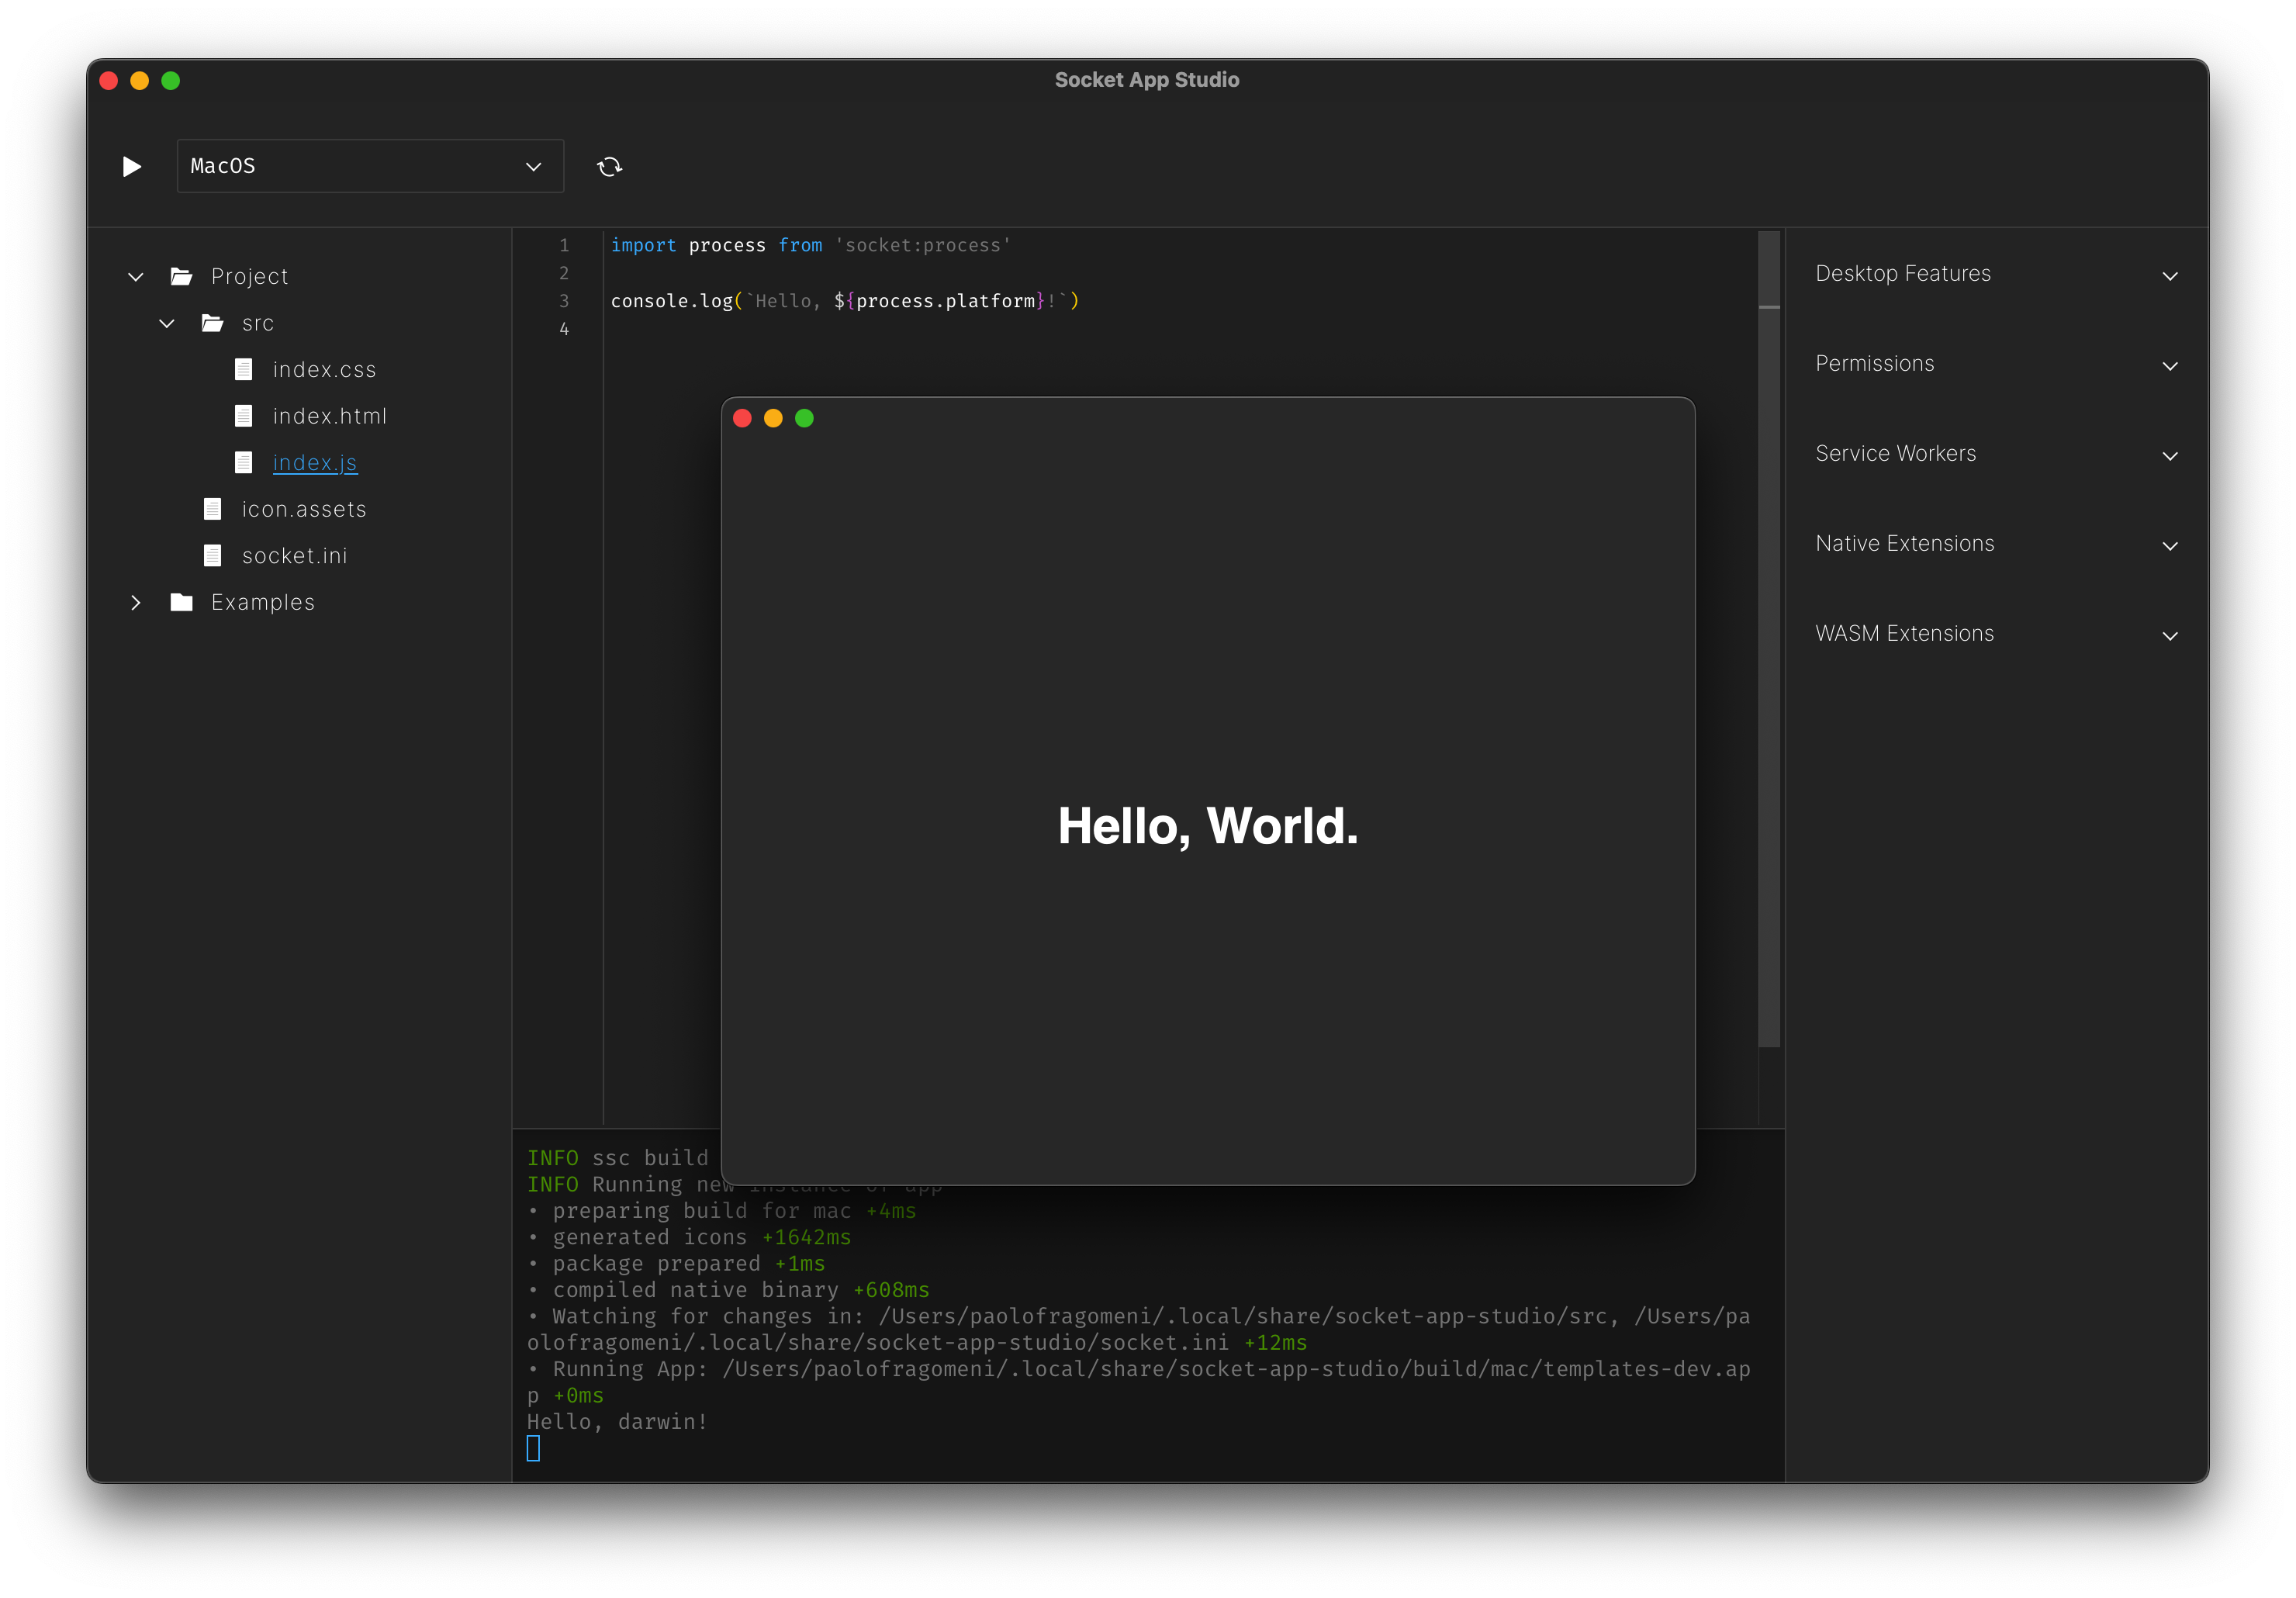 Socket App Studio
MacOS
Project
src
index.css
index.html
index.js
icon.assets
socket.ini
Examples
1 import process from 'socket:process'
2
3 console.log(`Hello, ${process.platform}!`)
4
Hello, World.
INFO ssc build
INFO Running new instance of app
• preparing build for mac +4ms
• generated icons +1642ms
• package prepared +1ms
• compiled native binary +608ms
• Watching for changes in: /Users/paolofragomeni/.local/share/socket-app-studio/src, /Users/pa
olofragomeni/.local/share/socket-app-studio/socket.ini +12ms
• Running App: /Users/paolofragomeni/.local/share/socket-app-studio/build/mac/templates-dev.ap
p +0ms
Hello, darwin!
Desktop Features
Permissions
Service Workers
Native Extensions
WASM Extensions